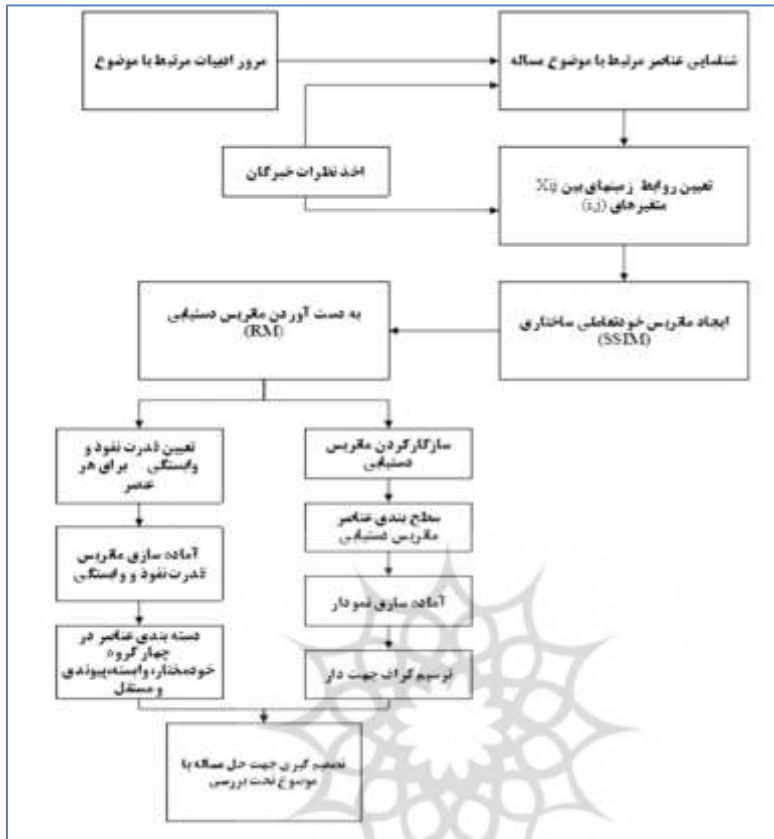 مرور ادبیات مرتبط با موضوع
شناسایی عناصر مرتبط با موضوع مساله
اخذ نظرات خبرگان
تعیین روابط زمینهای بین Xij
متغیرهای (i,j)
ایجاد ماتریس خودتعاملی ساختاری
(SSIM)
به دست آوردن ماتریس دستیابی
(RM)
سازگارکردن ماتریس
دستیابی
سطح بندی عناصر
ماتریس دستیابی
آماده سازی نمودار
ترسیم گراف جهت دار
تعیین قدرت نفوذ و
وابستگی برای هر
عنصر
آماده سازی ماتریس
قدرت نفوذ و وابستگی
دسته بندی عناصر در
چهار گروه
خودمختار، وابسته، پیوندی
و مستقل
تصمیم گیری جهت حل مساله یا
موضوع تحت بررسی